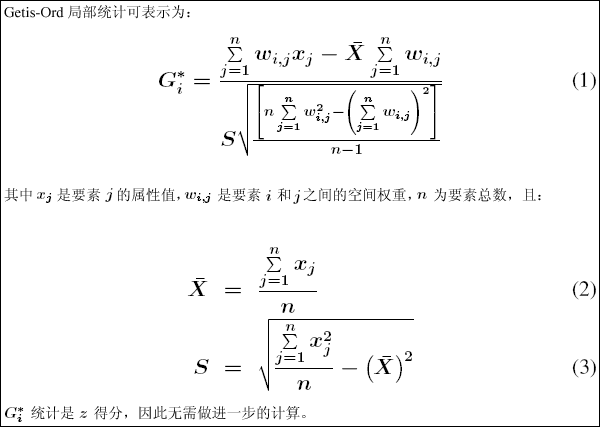 Getis-Ord 局部统计可表示为：
G_i^* = \frac{\sum_{j=1}^{n} w_{i,j} x_j - \bar{X} \sum_{j=1}^{n} w_{i,j}}{S \sqrt{\frac{\left[ n \sum_{j=1}^{n} w_{i,j}^2 - \left( \sum_{j=1}^{n} w_{i,j} \right)^2 \right]}{n-1}}} (1)
其中 x_j 是要素 j 的属性值，w_{i,j} 是要素 i 和 j 之间的空间权重，n 为要素总数，且：
\bar{X} = \frac{\sum_{j=1}^{n} x_j}{n} (2)
S = \sqrt{\frac{\sum_{j=1}^{n} x_j^2}{n} - \left( \bar{X} \right)^2} (3)
G_i^* 统计是 z 得分，因此无需做进一步的计算。